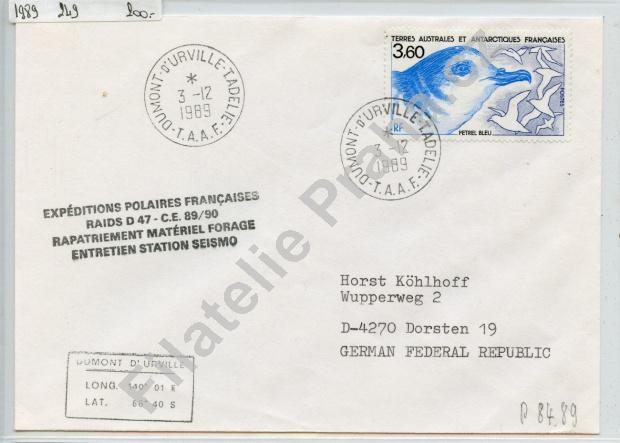 1989 249 200.-
TERRES AUSTRALES ET ANTARCTIQUES FRANÇAISES
3,60
POSTES
RF
PETREL BLEU
DUMONT-D'URVILLE-T.ADELIE
*
3 -12
1989
-T.A.A.F.-
DUMONT-D'URVILLE-T.ADELIE
*
3 -12
1989
-T.A.A.F.-
EXPÉDITIONS POLAIRES FRANÇAISES
RAIDS D 47 - C.E. 89/90
RAPATRIEMENT MATÉRIEL FORAGE
ENTRETIEN STATION SEISMO
Horst Köhlhoff
Wupperweg 2
D-4270 Dorsten 19
GERMAN FEDERAL REPUBLIC
DUMONT D'URVILLE
LONG. 140° 01 E
LAT. 66° 40 S
P 84.89
Filatelie Pra